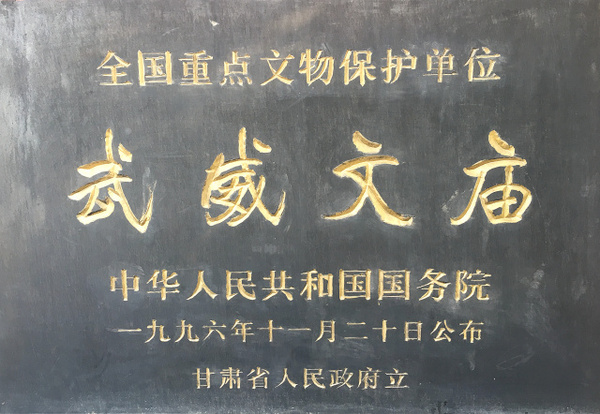 全国重点文物保护单位
武威文庙
中华人民共和国国务院
一九九六年十一月二十日公布
甘肃省人民政府立